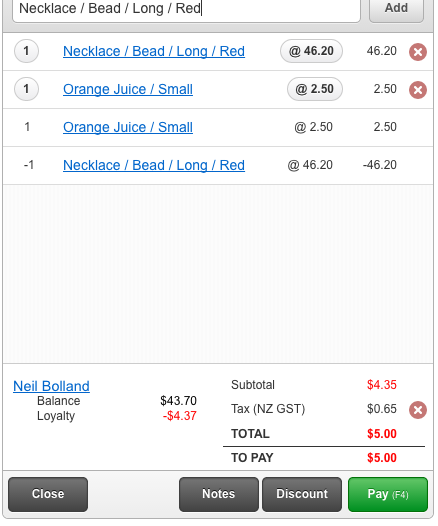 Necklace / Bead / Long / Red
Add
1 Necklace / Bead / Long / Red @ 46.20 46.20
1 Orange Juice / Small @ 2.50 2.50
1 Orange Juice / Small @ 2.50 2.50
-1 Necklace / Bead / Long / Red @ 46.20 -46.20
Neil Bolland
Balance $43.70
Loyalty -$4.37
Subtotal $4.35
Tax (NZ GST) $0.65
TOTAL $5.00
TO PAY $5.00
Close Notes Discount Pay (F4)